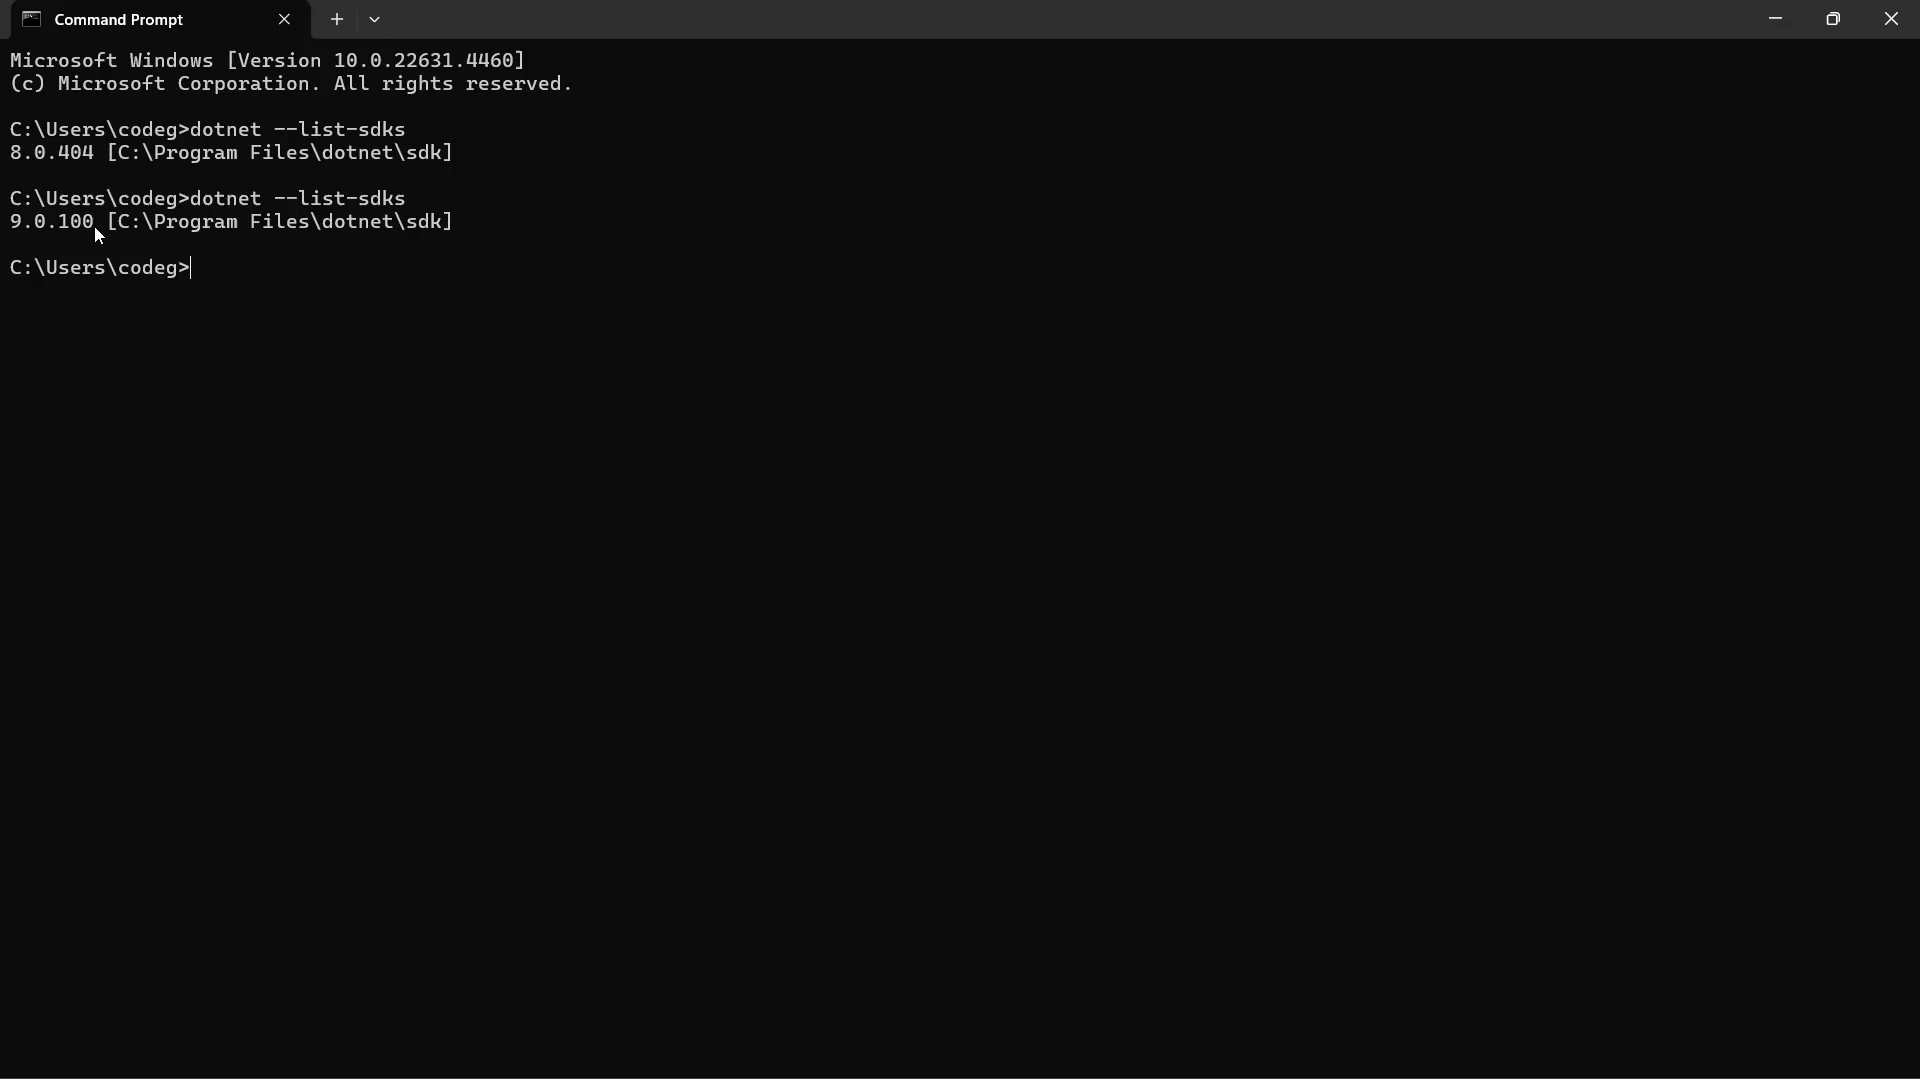 Command Prompt
Microsoft Windows [Version 10.0.22631.4460]
(c) Microsoft Corporation. All rights reserved.
C:\Users\codeg>dotnet --list-sdks
8.0.404 [C:\Program Files\dotnet\sdk]
C:\Users\codeg>dotnet --list-sdks
9.0.100 [C:\Program Files\dotnet\sdk]
C:\Users\codeg>